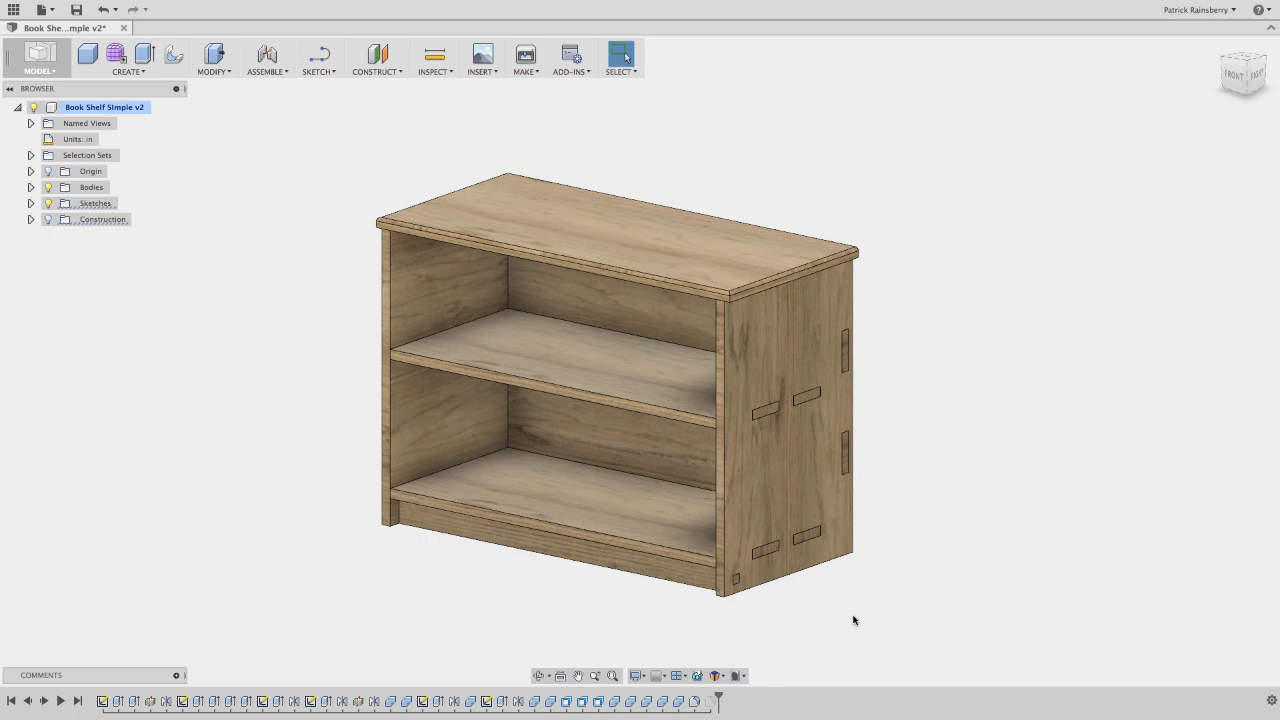 Patrick Rainsberry
Book She...mple v2*
MODEL
CREATE
MODIFY
ASSEMBLE
SKETCH
CONSTRUCT
INSPECT
INSERT
MAKE
ADD-INS
SELECT
FRONT
RIGHT
BROWSER
Book Shelf SImple v2
Named Views
Units: in
Selection Sets
Origin
Bodies
Sketches
Construction
COMMENTS